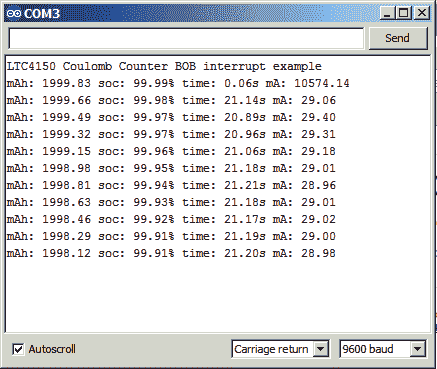 COM3
Send
LTC4150 Coulomb Counter BOB interrupt example
mAh: 1999.83 soc: 99.99% time: 0.06s mA: 10574.14
mAh: 1999.66 soc: 99.98% time: 21.14s mA: 29.06
mAh: 1999.49 soc: 99.97% time: 20.89s mA: 29.40
mAh: 1999.32 soc: 99.97% time: 20.96s mA: 29.31
mAh: 1999.15 soc: 99.96% time: 21.06s mA: 29.18
mAh: 1998.98 soc: 99.95% time: 21.18s mA: 29.01
mAh: 1998.81 soc: 99.94% time: 21.21s mA: 28.96
mAh: 1998.63 soc: 99.93% time: 21.18s mA: 29.01
mAh: 1998.46 soc: 99.92% time: 21.17s mA: 29.02
mAh: 1998.29 soc: 99.91% time: 21.19s mA: 29.00
mAh: 1998.12 soc: 99.91% time: 21.20s mA: 28.98
Autoscroll Carriage return 9600 baud